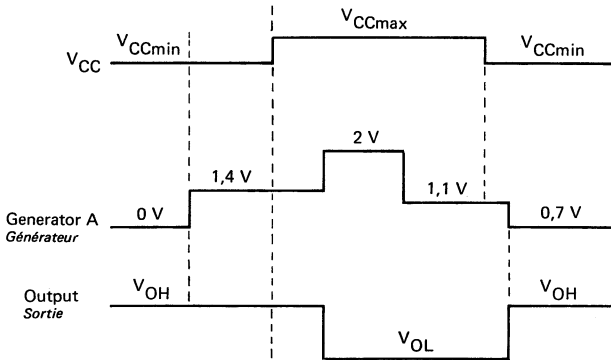 VCCmin
VCCmax
VCCmin
VCC
2 V
1,4 V
1,1 V
Generator A
Générateur
0 V
0,7 V
Output
Sortie
VOH
VOH
VOL